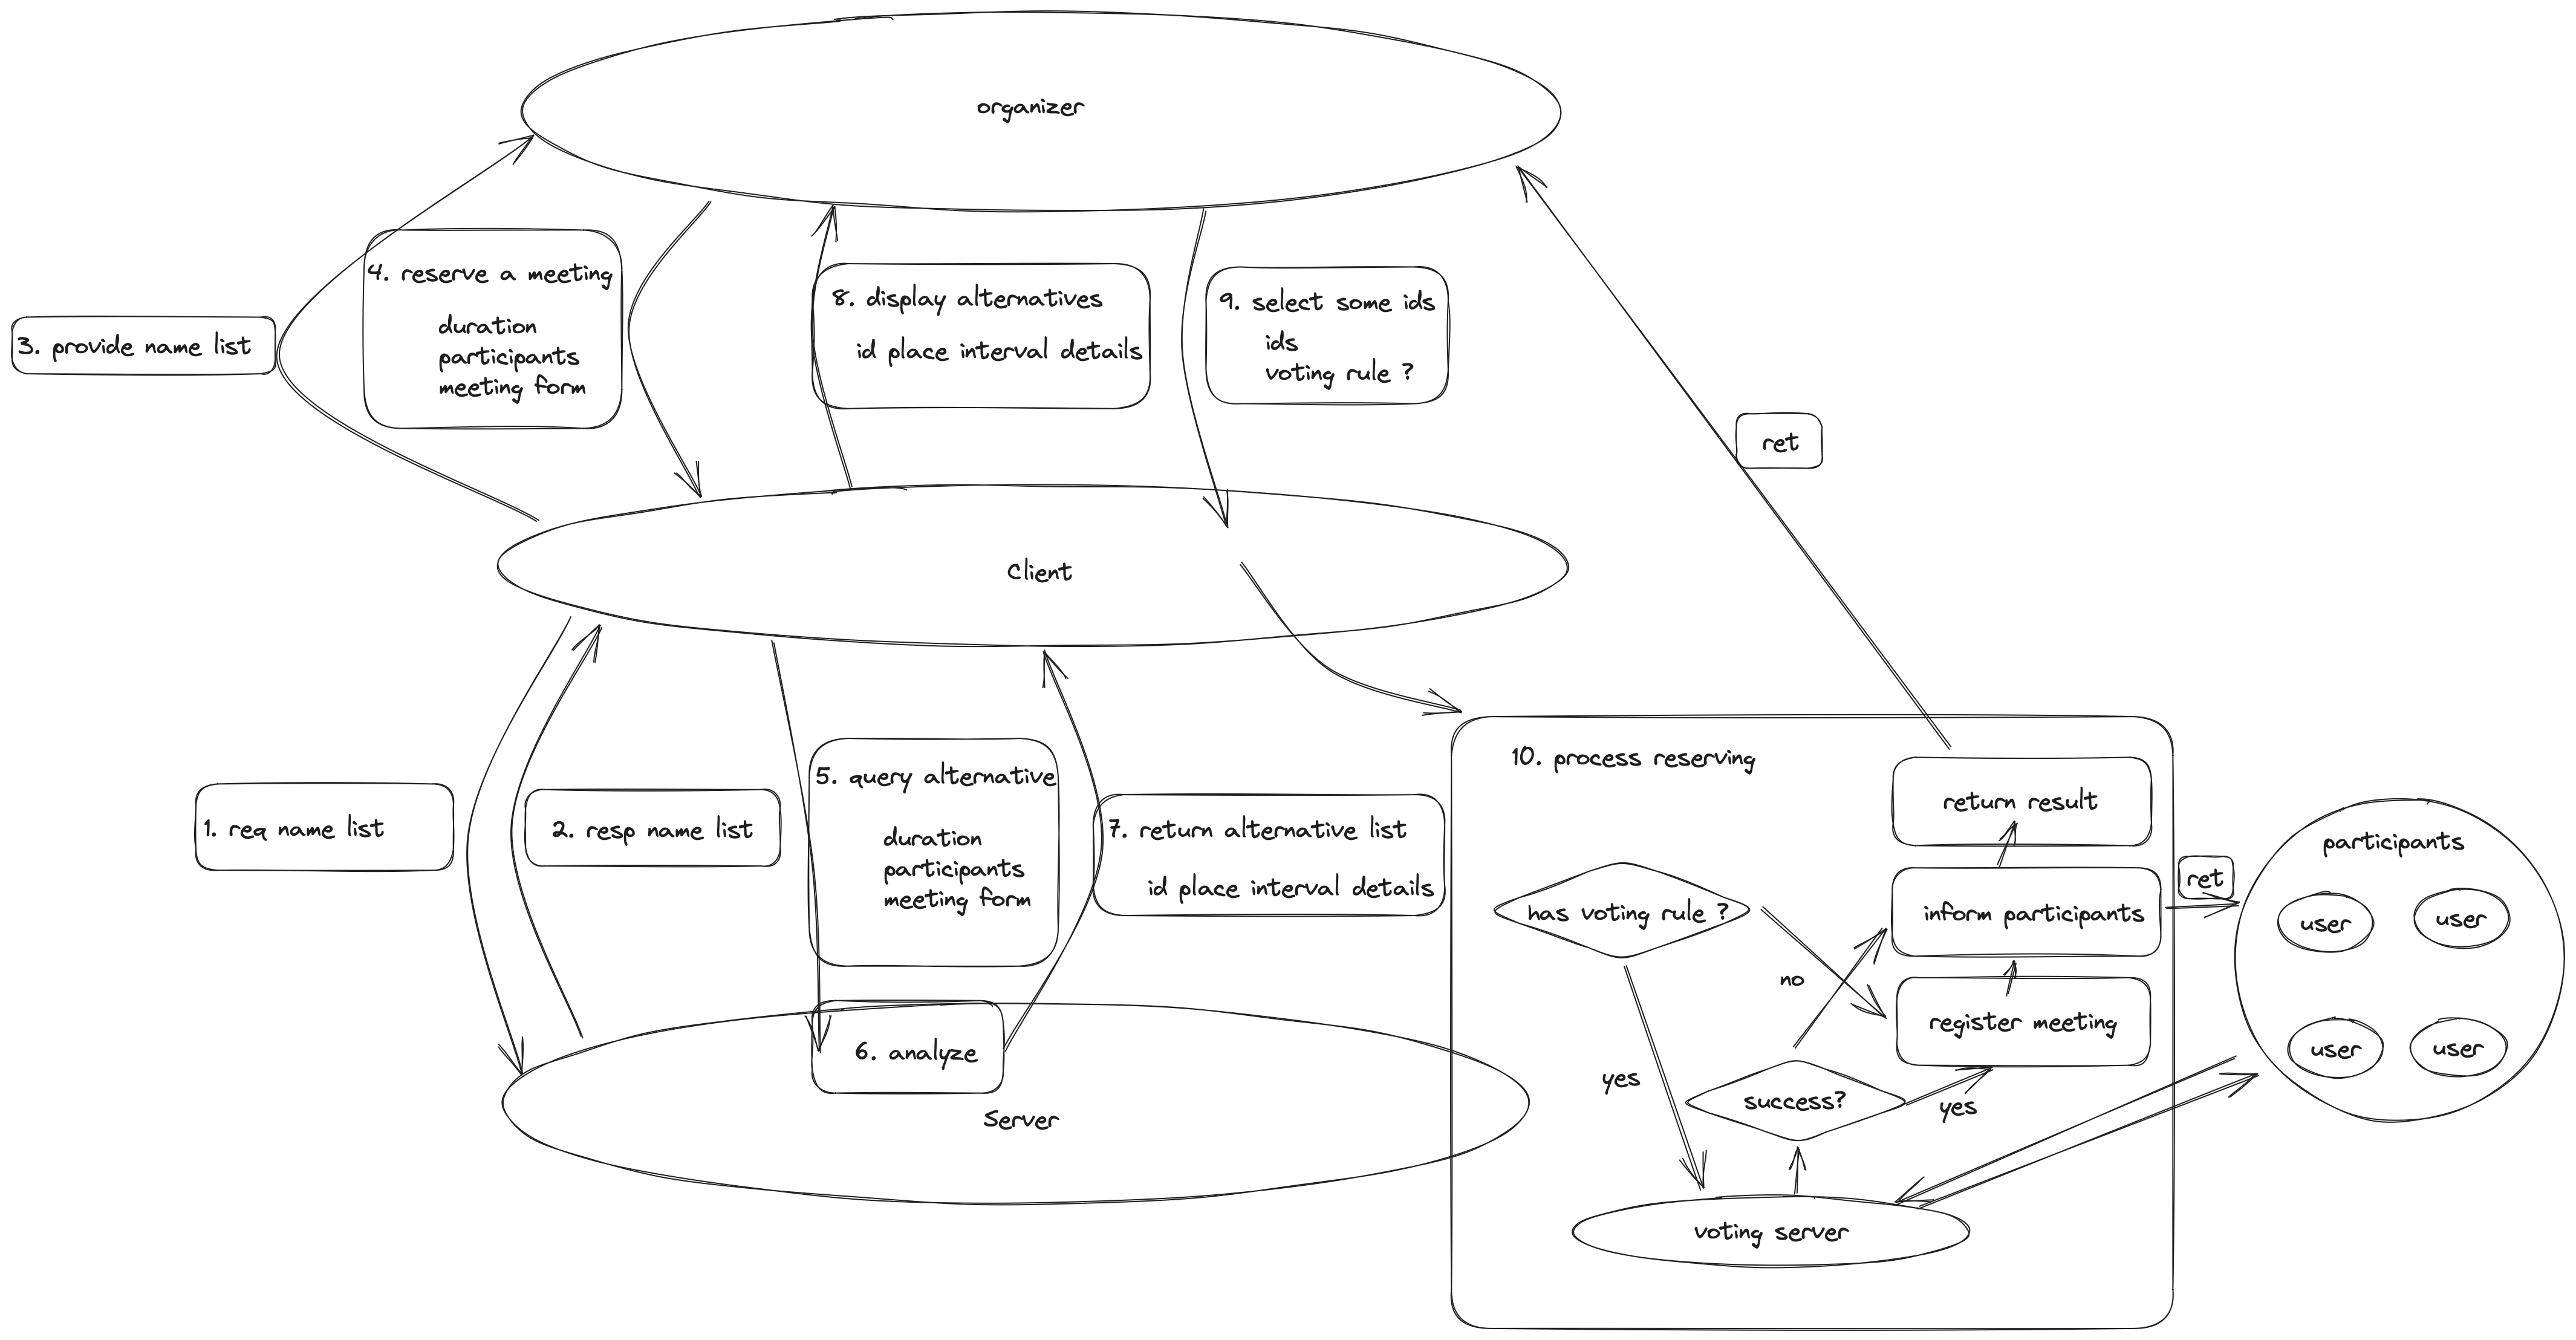 organizer
4. reserve a meeting
duration
participants
meeting form
8. display alternatives
id place interval details
9. select some ids
ids
voting rule ?
3. provide name list
ret
Client
1. req name list
2. resp name list
5. query alternative
duration
participants
meeting form
7. return alternative list
id place interval details
6. analyze
Server
10. process reserving
return result
has voting rule ?
inform participants
no
register meeting
yes
success?
yes
voting server
ret
participants
user
user
user
user